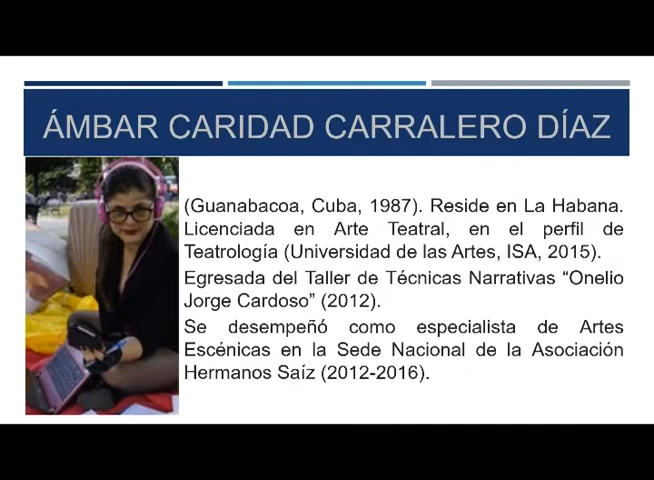 ÁMBAR CARIDAD CARRALERO DÍAZ
(Guanabacoa, Cuba, 1987). Reside en La Habana.
Licenciada en Arte Teatral, en el perfil de
Teatrología (Universidad de las Artes, ISA, 2015).
Egresada del Taller de Técnicas Narrativas “Onelio
Jorge Cardoso” (2012).
Se desempeñó como especialista de Artes
Escénicas en la Sede Nacional de la Asociación
Hermanos Saíz (2012-2016).